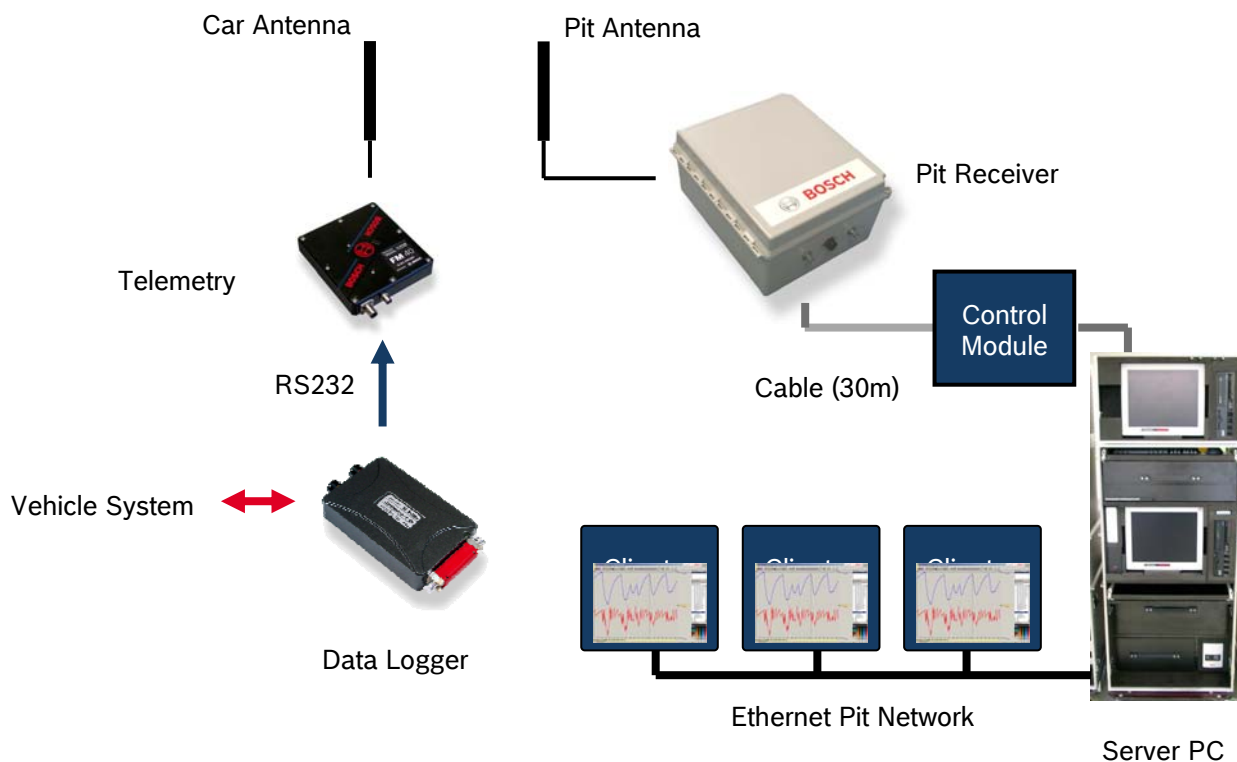 Car Antenna
Pit Antenna
BOSCH
Pit Receiver
Telemetry
BOSCH
FM 40
Control
Module
RS232
Cable (30m)
Vehicle System
Data Logger
Ethernet Pit Network
Server PC